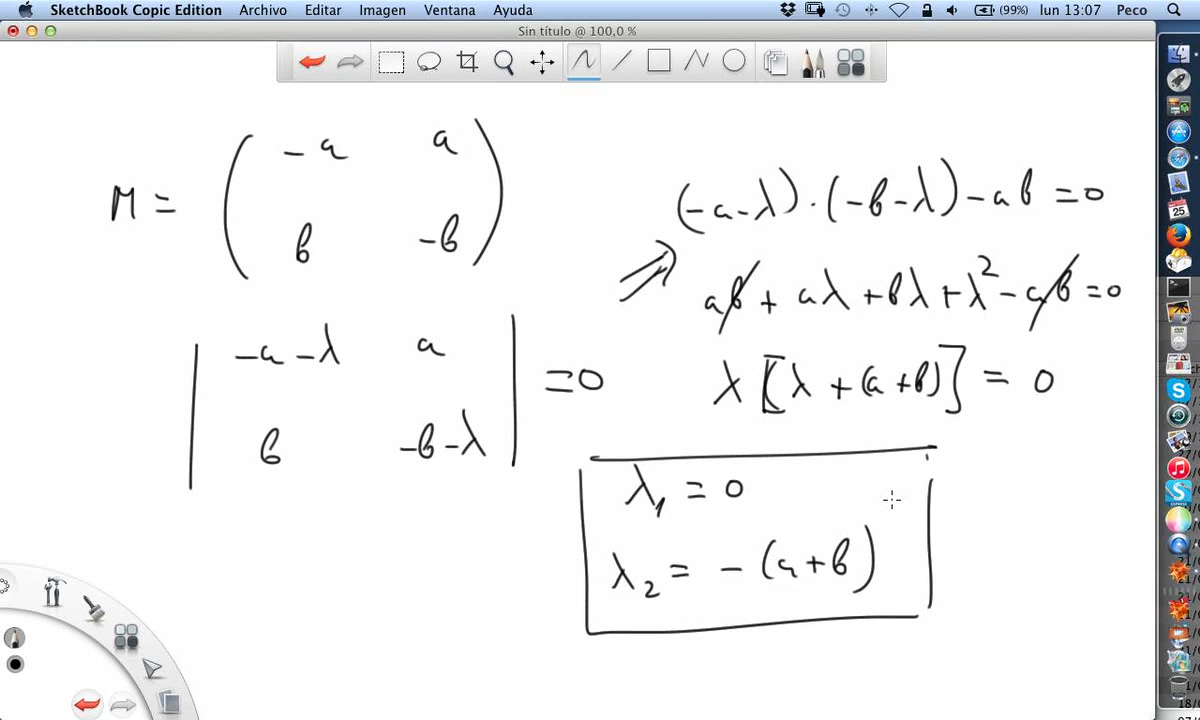 SketchBook Copic Edition Archivo Editar Imagen Ventana Ayuda (99%) lun 13:07 Peco
Sin título @ 100,0 %
M = ( -a a
b -b )
| -a-λ a
b -b-λ | =0
(-a-λ)·(-b-λ)-ab=0
ab + aλ+bλ+λ²-ab=0
λ[λ+(a+b)] = 0
λ₁ = 0
λ₂ = -(a+b)
25